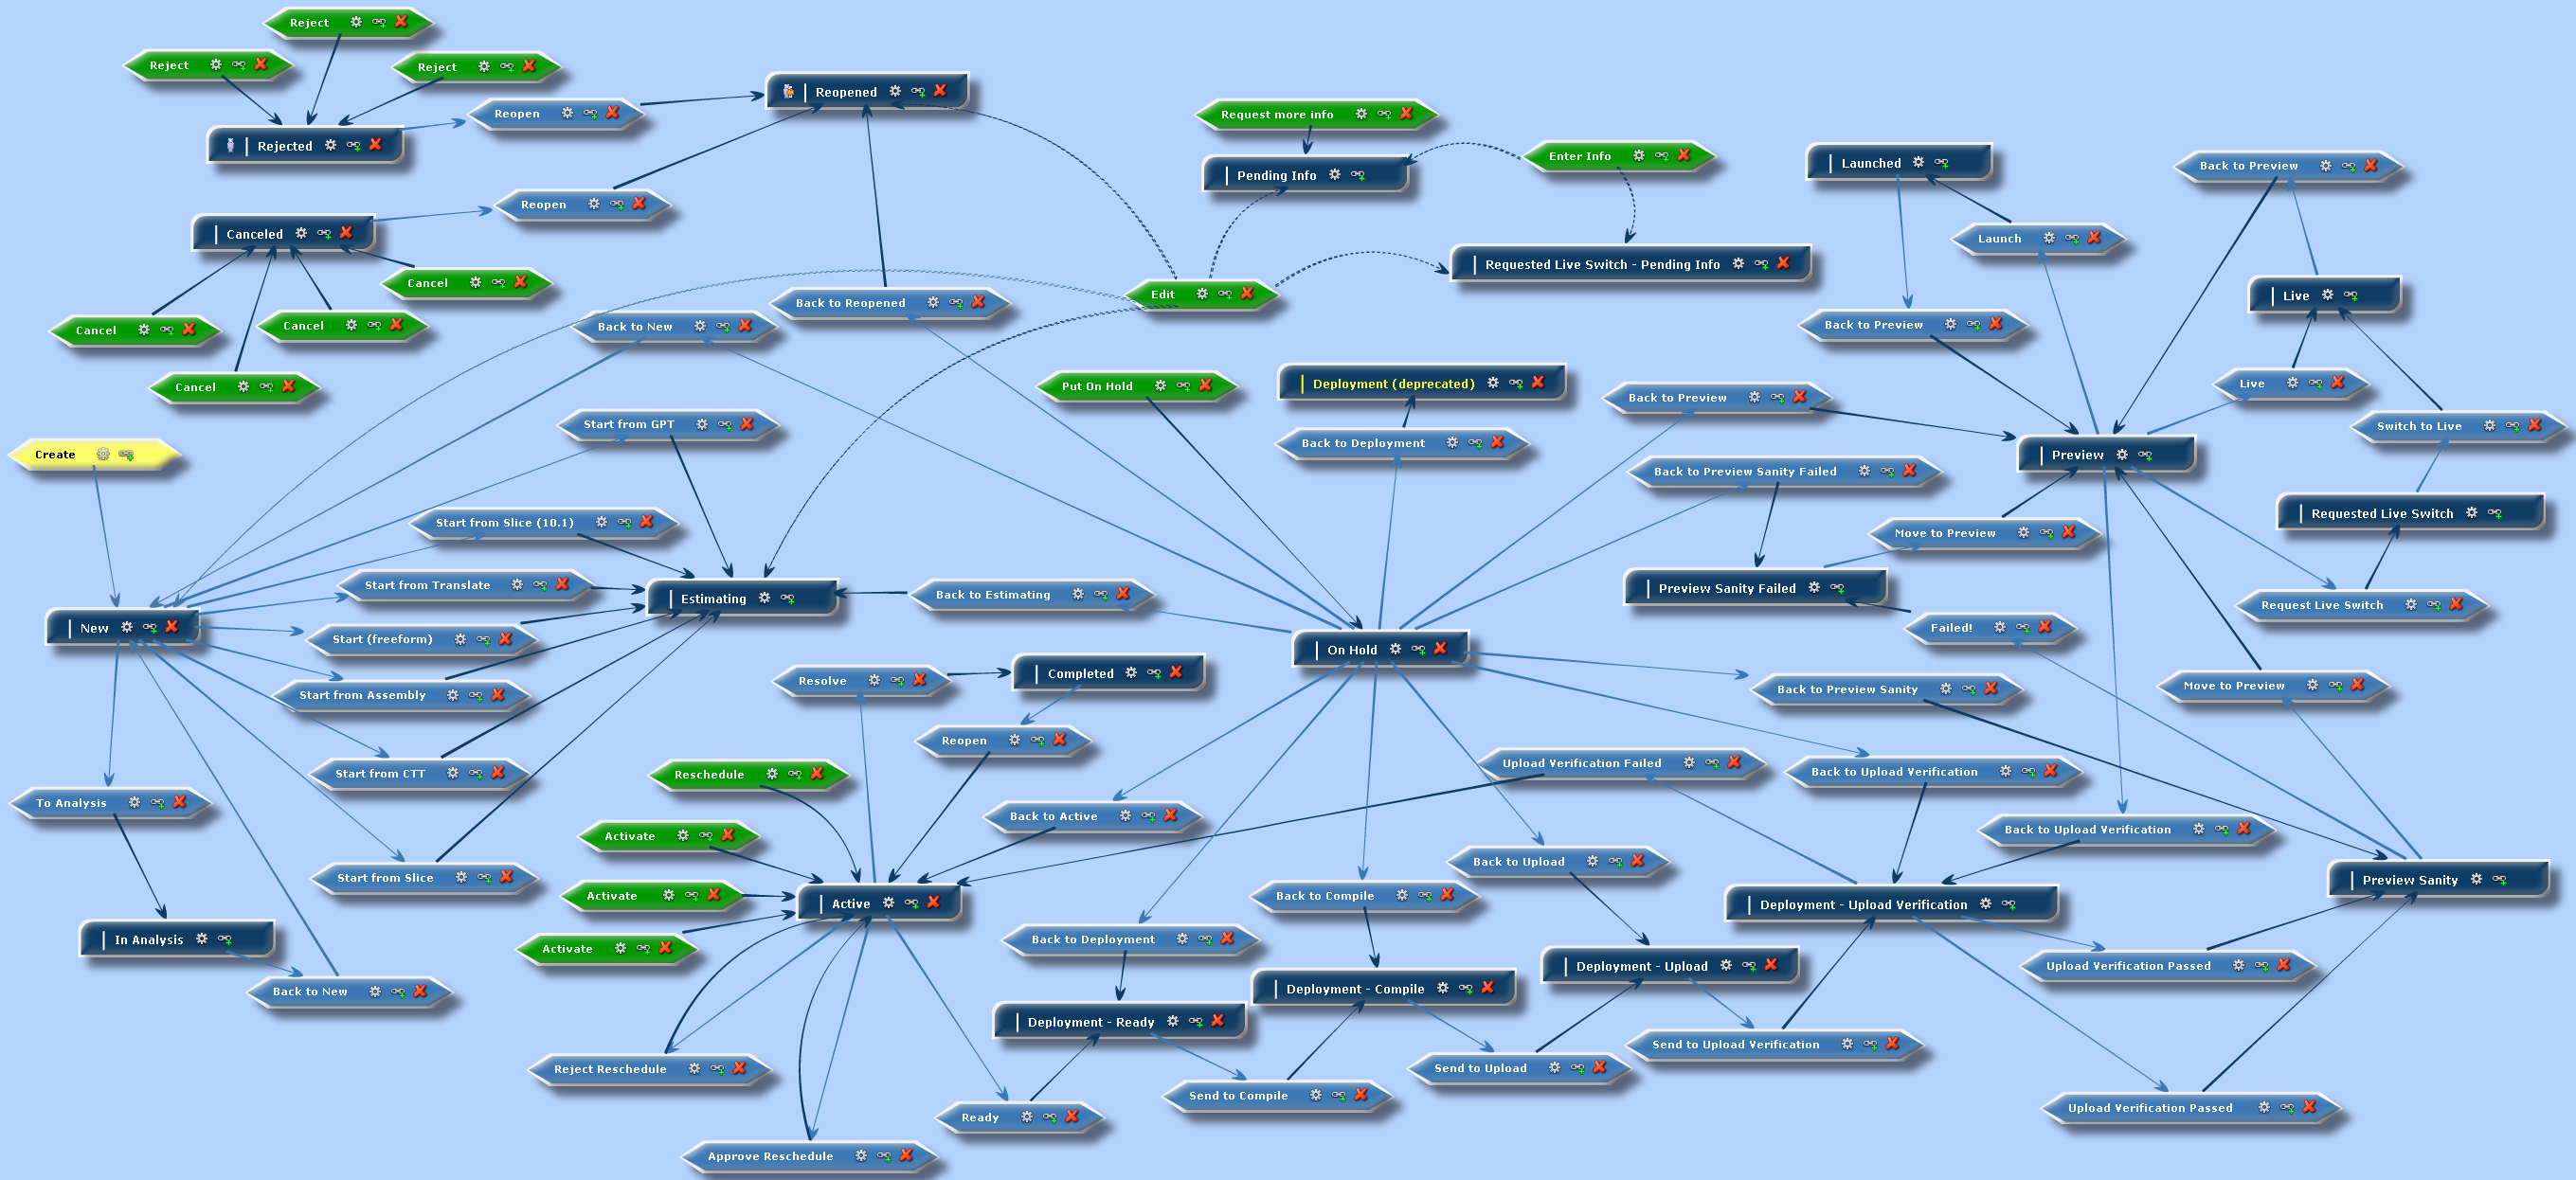 Reject
Reject
Reject
Reopened
Reopen
Request more info
Rejected
Enter Info
Launched
Back to Preview
Pending Info
Reopen
Canceled
Launch
Requested Live Switch - Pending Info
Cancel
Edit
Live
Back to Reopened
Cancel
Cancel
Back to New
Back to Preview
Cancel
Put On Hold
Deployment (deprecated)
Live
Back to Preview
Start from GPT
Switch to Live
Back to Deployment
Create
Preview
Back to Preview Sanity Failed
Requested Live Switch
Start from Slice (10.1)
Move to Preview
Start from Translate
Preview Sanity Failed
Back to Estimating
Estimating
Request Live Switch
New
Start (freeform)
Failed!
On Hold
Completed
Resolve
Move to Preview
Start from Assembly
Back to Preview Sanity
Reopen
Upload Verification Failed
Start from CTT
Reschedule
Back to Upload Verification
To Analysis
Back to Active
Back to Upload Verification
Activate
Back to Upload
Start from Slice
Preview Sanity
Activate
Back to Compile
Active
Deployment - Upload Verification
In Analysis
Back to Deployment
Activate
Deployment - Upload
Upload Verification Passed
Deployment - Compile
Back to New
Deployment - Ready
Send to Upload Verification
Reject Reschedule
Send to Upload
Send to Compile
Upload Verification Passed
Ready
Approve Reschedule